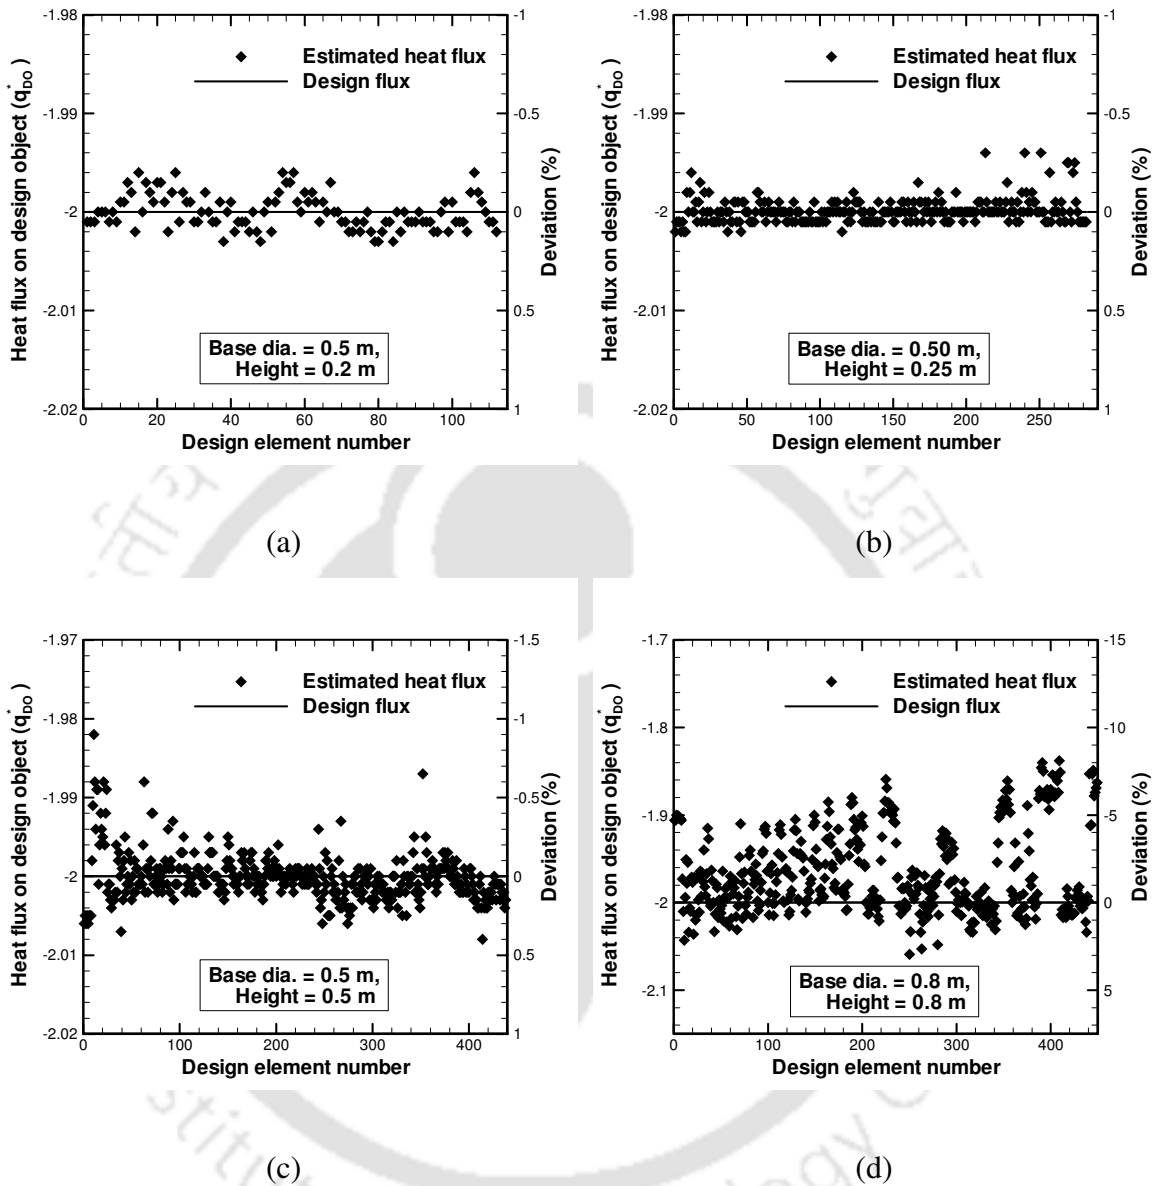 -1.98
-1.99
-2
-2.01
-2.02
Heat flux on design object (q*DO)
Estimated heat flux
Design flux
Base dia. = 0.5 m,
Height = 0.2 m
-1
-0.5
0
0.5
1
Deviation (%)
0 20 40 60 80 100
Design element number
(a)
-1.98
-1.99
-2
-2.01
-2.02
Heat flux on design object (q*DO)
Estimated heat flux
Design flux
Base dia. = 0.50 m,
Height = 0.25 m
-1
-0.5
0
0.5
1
Deviation (%)
0 50 100 150 200 250
Design element number
(b)
-1.97
-1.98
-1.99
-2
-2.01
-2.02
Heat flux on design object (q*DO)
Estimated heat flux
Design flux
Base dia. = 0.5 m,
Height = 0.5 m
-1.5
-1
-0.5
0
0.5
1
Deviation (%)
0 100 200 300 400
Design element number
(c)
-1.7
-1.8
-1.9
-2
-2.1
Heat flux on design object (q*DO)
Estimated heat flux
Design flux
Base dia. = 0.8 m,
Height = 0.8 m
-15
-10
-5
0
5
Deviation (%)
0 100 200 300 400
Design element number
(d)